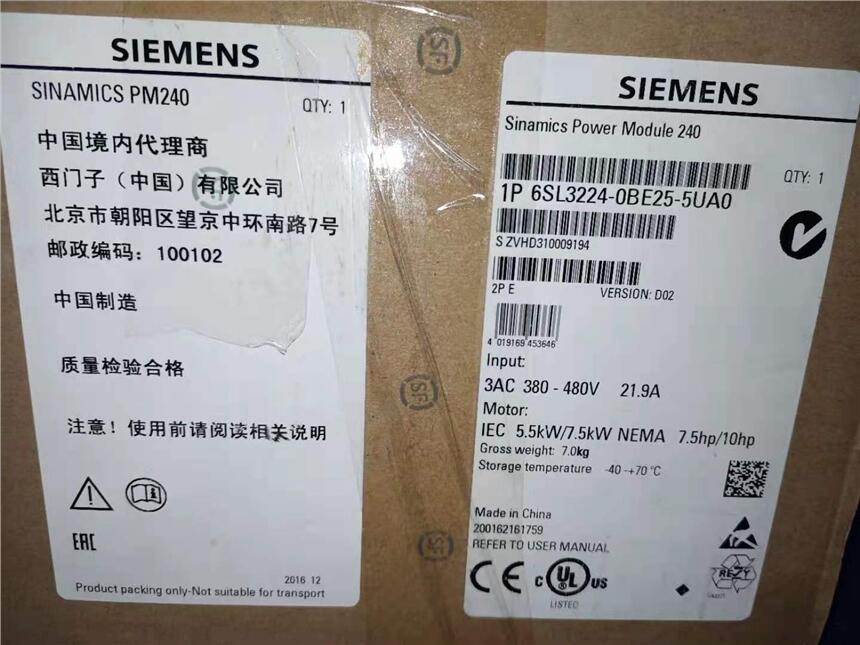 SIEMENS
SINAMICS PM240
QTY: 1
中国境内代理商
西门子（中国）有限公司
北京市朝阳区望京中环南路7号
邮政编码：100102
中国制造
质量检验合格
注意！使用前请阅读相关说明
EAC
2016 12
Product packing only-Not suitable for transport
SIEMENS
Sinamics Power Module 240
QTY: 1
1P 6SL3224-0BE25-5UA0
S ZVHD310009194
2P E VERSION: D02
4 019169 453646
Input:
3AC 380 - 480V 21.9A
Motor:
IEC 5.5kW/7.5kW NEMA 7.5hp/10hp
Gross weight: 7.0kg
Storage temperature -40 -+70 °C
Made in China
200162161759
REFER TO USER MANUAL
CE c UL US
LISTED
REZY